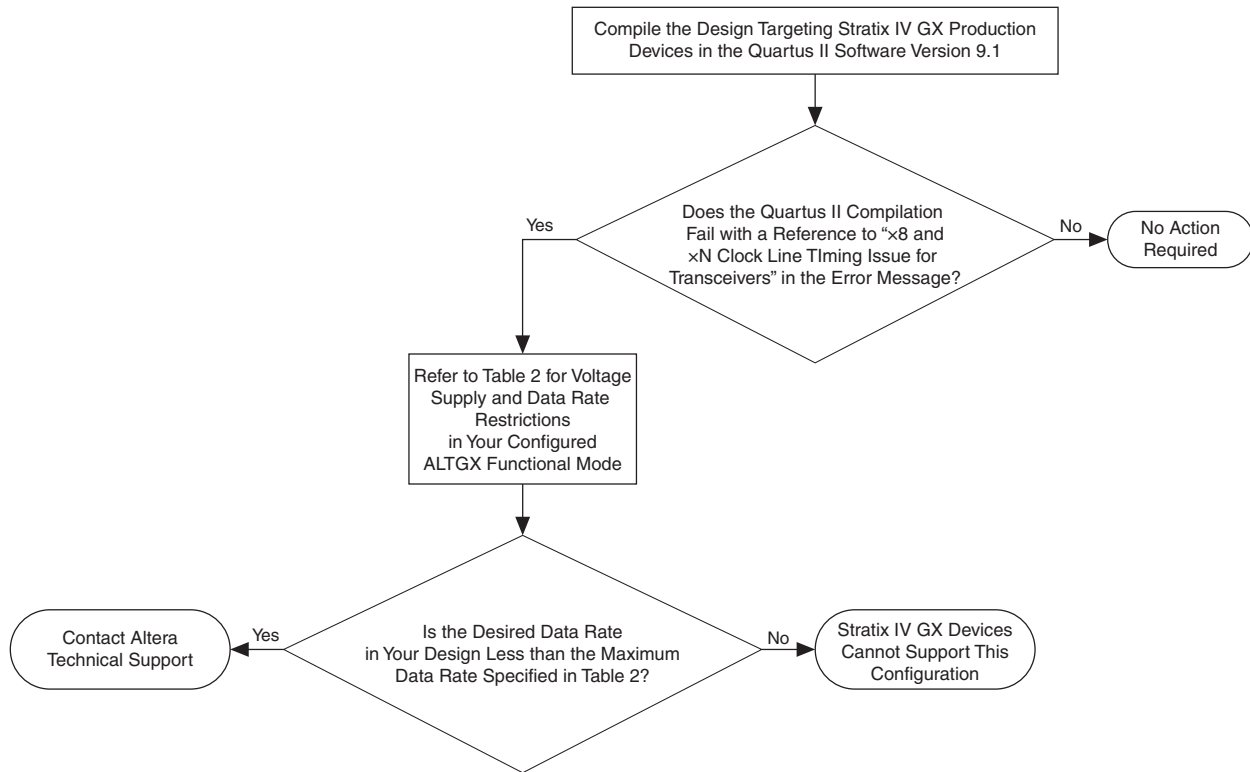 Compile the Design Targeting Stratix IV GX Production
Devices in the Quartus II Software Version 9.1
Does the Quartus II Compilation
Fail with a Reference to “×8 and
×N Clock Line TIming Issue for
Transceivers” in the Error Message?
Yes
No
No Action
Required
Refer to Table 2 for Voltage
Supply and Data Rate
Restrictions
in Your Configured
ALTGX Functional Mode
Is the Desired Data Rate
in Your Design Less than the Maximum
Data Rate Specified in Table 2?
Yes
Contact Altera
Technical Support
No
Stratix IV GX Devices
Cannot Support This
Configuration